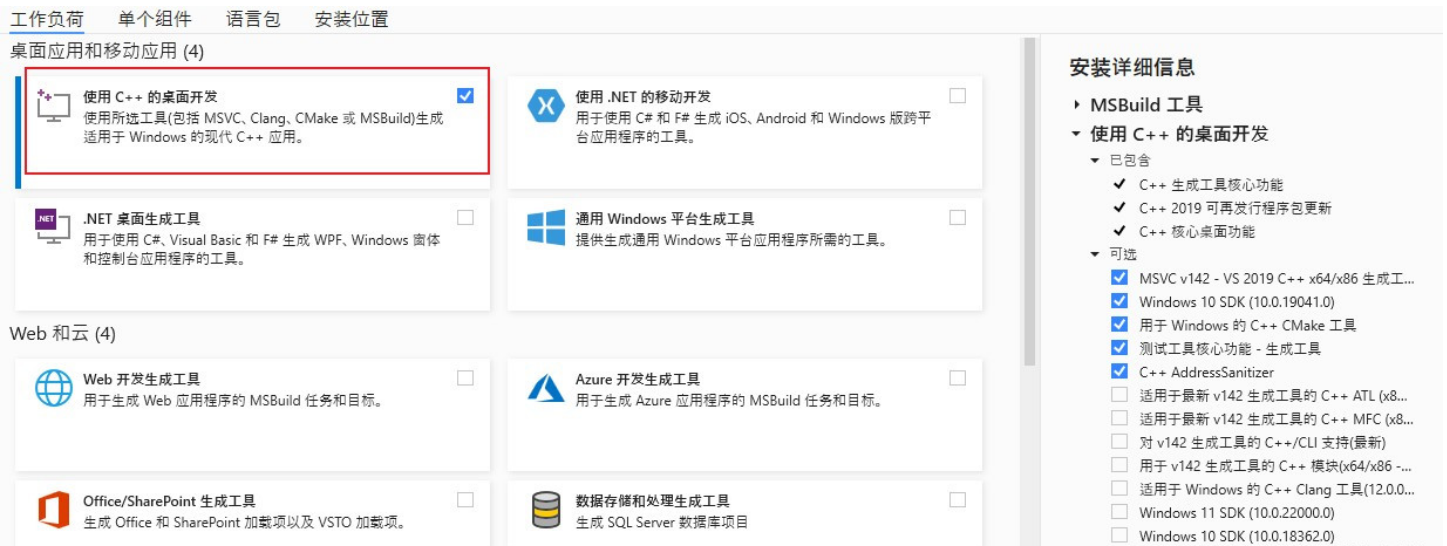 工作负荷 单个组件 语言包 安装位置
桌面应用和移动应用 (4)
使用 C++ 的桌面开发
使用所选工具(包括 MSVC、Clang、CMake 或 MSBuild)生成
适用于 Windows 的现代 C++ 应用。
使用 .NET 的移动开发
用于使用 C# 和 F# 生成 iOS、Android 和 Windows 版跨平
台应用程序的工具。
.NET
.NET 桌面生成工具
用于使用 C#、Visual Basic 和 F# 生成 WPF、Windows 窗体
和控制台应用程序的工具。
通用 Windows 平台生成工具
提供生成通用 Windows 平台应用程序所需的工具。
Web 和云 (4)
Web 开发生成工具
用于生成 Web 应用程序的 MSBuild 任务和目标。
Azure 开发生成工具
用于生成 Azure 应用程序的 MSBuild 任务和目标。
Office/SharePoint 生成工具
生成 Office 和 SharePoint 加载项以及 VSTO 加载项。
数据存储和处理生成工具
生成 SQL Server 数据库项目
安装详细信息
MSBuild 工具
使用 C++ 的桌面开发
已包含
C++ 生成工具核心功能
C++ 2019 可再发行程序包更新
C++ 核心桌面功能
可选
MSVC v142 - VS 2019 C++ x64/x86 生成工...
Windows 10 SDK (10.0.19041.0)
用于 Windows 的 C++ CMake 工具
测试工具核心功能 - 生成工具
C++ AddressSanitizer
适用于最新 v142 生成工具的 C++ ATL (x8...
适用于最新 v142 生成工具的 C++ MFC (x8...
对 v142 生成工具的 C++/CLI 支持(最新)
用于 v142 生成工具的 C++ 模块(x64/x86 -...
适用于 Windows 的 C++ Clang 工具(12.0.0...
Windows 11 SDK (10.0.22000.0)
Windows 10 SDK (10.0.18362.0)